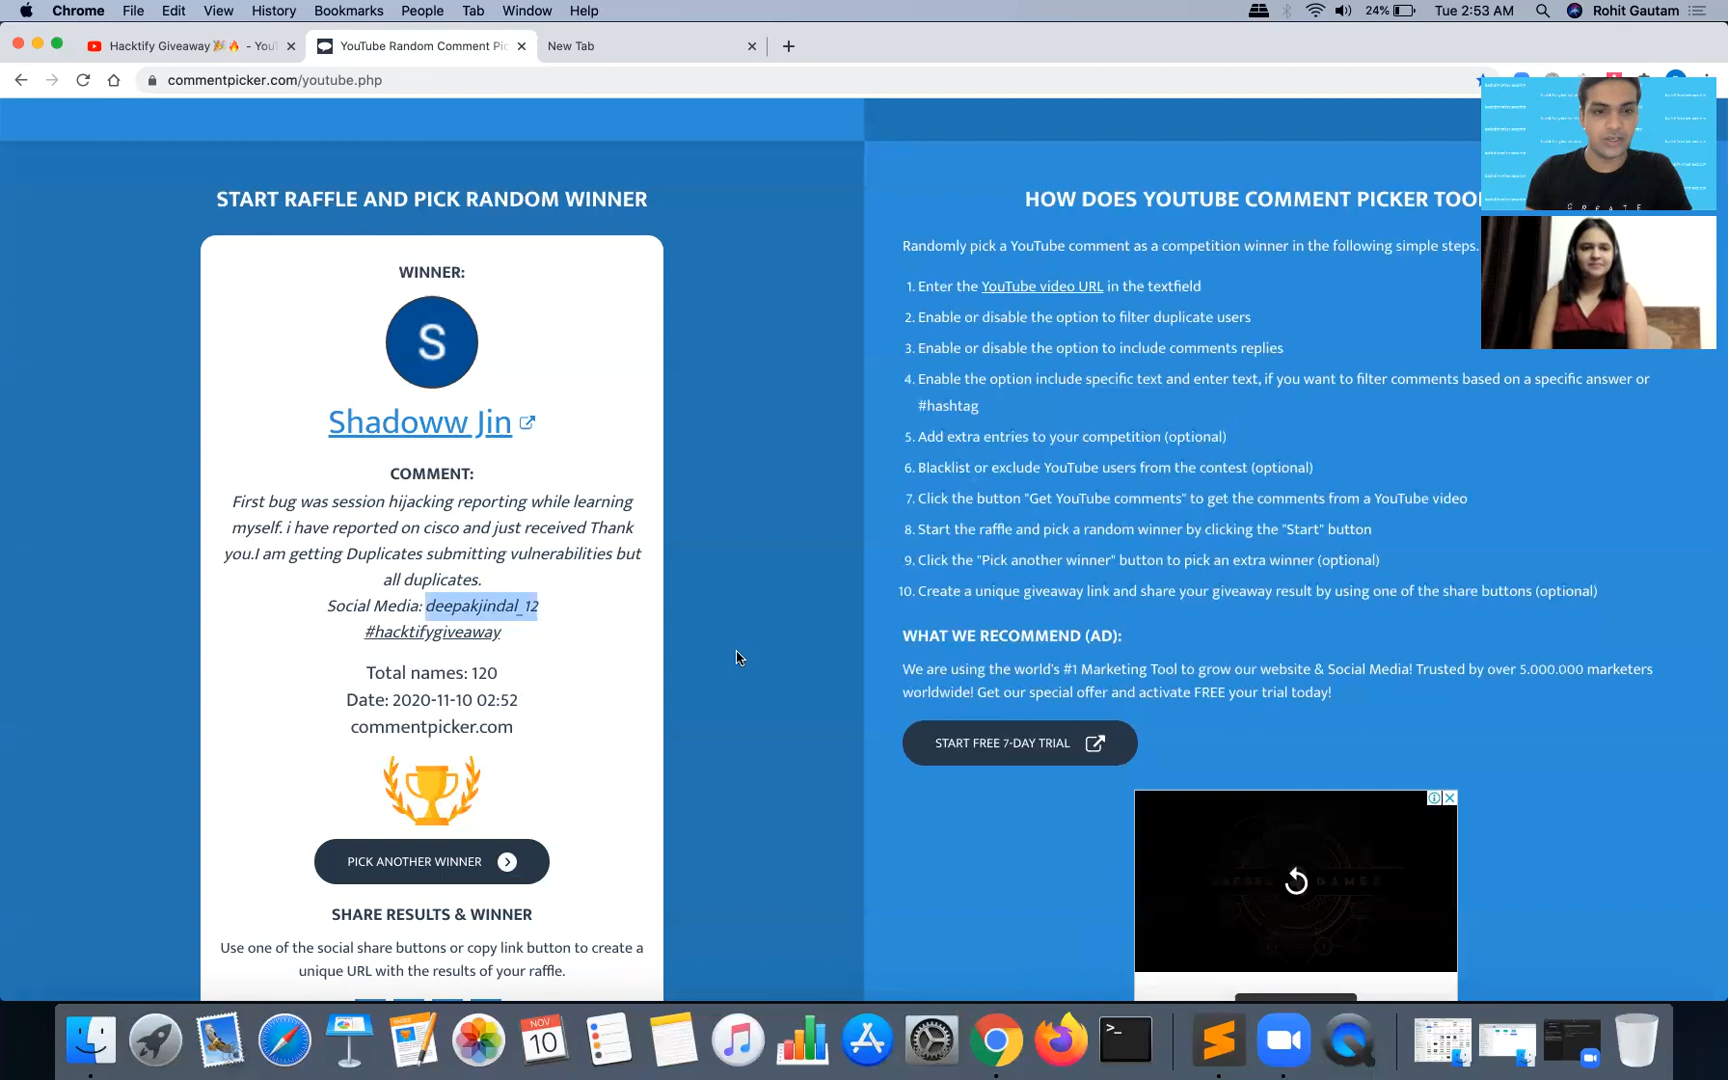 Chrome File Edit View History Bookmarks People Tab Window Help
24% Tue 2:53 AM Rohit Gautam
Hacktify Giveaway🎉🔥 - You
YouTube Random Comment Pic
New Tab
commentpicker.com/youtube.php
START RAFFLE AND PICK RANDOM WINNER
WINNER:
S
Shadoww Jin
COMMENT:
First bug was session hijacking reporting while learning
myself. i have reported on cisco and just received Thank
you.I am getting Duplicates submitting vulnerabilities but
all duplicates.
Social Media: deepakjindal_12
#hacktifygiveaway
Total names: 120
Date: 2020-11-10 02:52
commentpicker.com
PICK ANOTHER WINNER
SHARE RESULTS & WINNER
Use one of the social share buttons or copy link button to create a
unique URL with the results of your raffle.
HOW DOES YOUTUBE COMMENT PICKER TOO
Randomly pick a YouTube comment as a competition winner in the following simple steps.
1. Enter the YouTube video URL in the textfield
2. Enable or disable the option to filter duplicate users
3. Enable or disable the option to include comments replies
4. Enable the option include specific text and enter text, if you want to filter comments based on a specific answer or
#hashtag
5. Add extra entries to your competition (optional)
6. Blacklist or exclude YouTube users from the contest (optional)
7. Click the button "Get YouTube comments" to get the comments from a YouTube video
8. Start the raffle and pick a random winner by clicking the "Start" button
9. Click the "Pick another winner" button to pick an extra winner (optional)
10. Create a unique giveaway link and share your giveaway result by using one of the share buttons (optional)
WHAT WE RECOMMEND (AD):
We are using the world's #1 Marketing Tool to grow our website & Social Media! Trusted by over 5.000.000 marketers
worldwide! Get our special offer and activate FREE your trial today!
START FREE 7-DAY TRIAL
CREATE
NOV
10